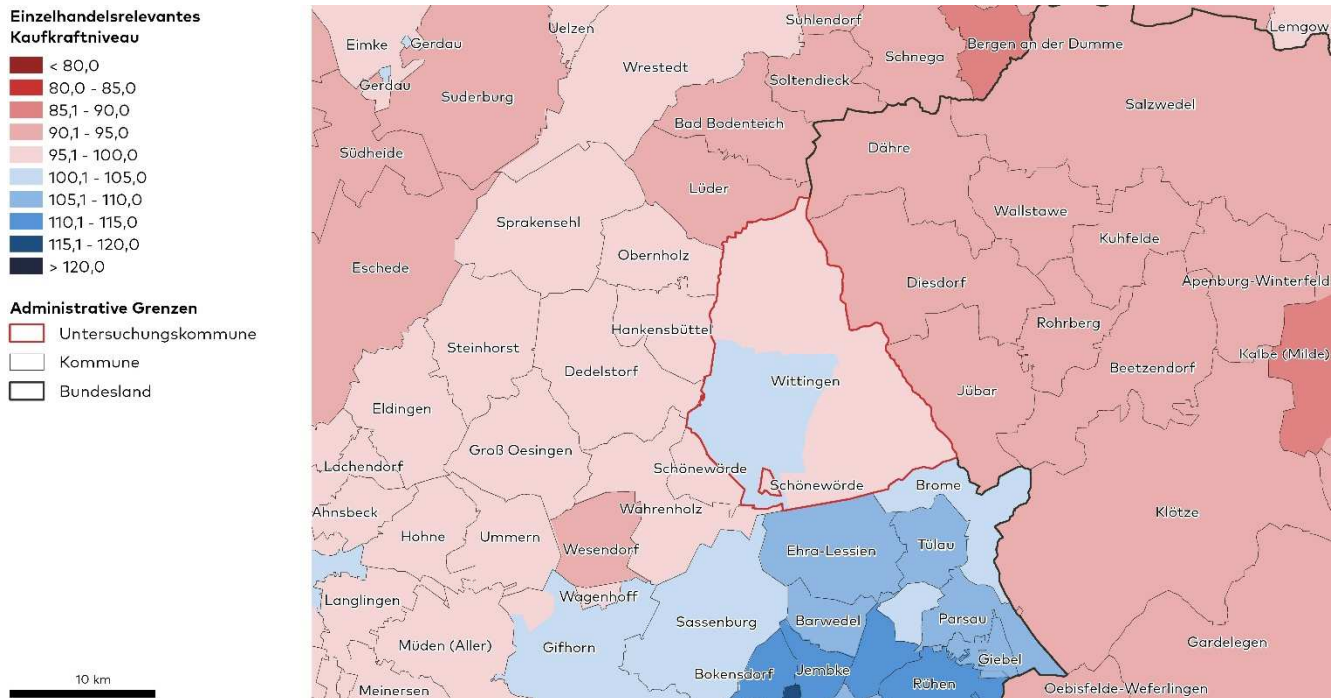 Einzelhandelsrelevantes
Kaufkraftniveau
< 80,0
80,0 - 85,0
85,1 - 90,0
90,1 - 95,0
95,1 - 100,0
100,1 - 105,0
105,1 - 110,0
110,1 - 115,0
115,1 - 120,0
> 120,0
Administrative Grenzen
Untersuchungskommune
Kommune
Bundesland
10 km
Uelzen
Suhlendorf
Lemgow
Eimke
Gerdau
Bergen an der Dumme
Schnega
Wrestedt
Soltendieck
Gerdau
Suderburg
Salzwedel
Bad Bodenteich
Südheide
Dähre
Lüder
Wallstawe
Sprakensehl
Kuhfelde
Obernholz
Eschede
Diesdorf
Apenburg-Winterfeld
Rohrberg
Hankensbüttel
Steinhorst
Kalbe (Milde)
Dedelstorf
Beetzendorf
Wittingen
Eldingen
Jübar
Groß Oesingen
Lachendorf
Schönewörde
Schönewörde
Brome
Ahnsbeck
Wahrenholz
Klötze
Hohne
Ummern
Wesendorf
Ehra-Lessien
Tülau
Langlingen
Wagenhoff
Sassenburg
Barwedel
Parsau
Müden (Aller)
Gifhorn
Gardelegen
Giebel
Bokensdorf
Jembke
Rühen
Meinersen
Oebisfelde-Weferlingen